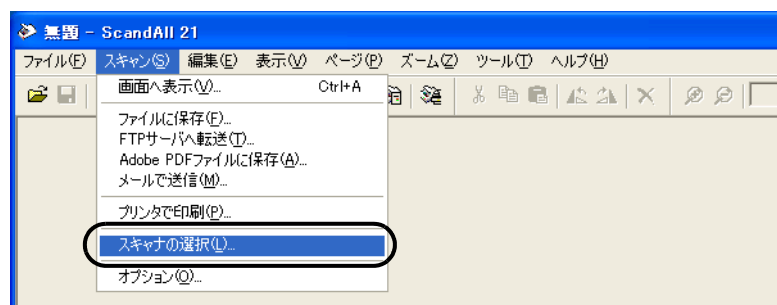 無題 - ScandAll 21
ファイル(F) スキャン(S) 編集(E) 表示(V) ページ(P) ズーム(Z) ツール(T) ヘルプ(H)
画面へ表示(V)... Ctrl+A
ファイルに保存(F)...
FTPサーバへ転送(T)...
Adobe PDFファイルに保存(A)...
メールで送信(M)...
プリンタで印刷(P)...
スキャナの選択(L)...
オプション(O)...